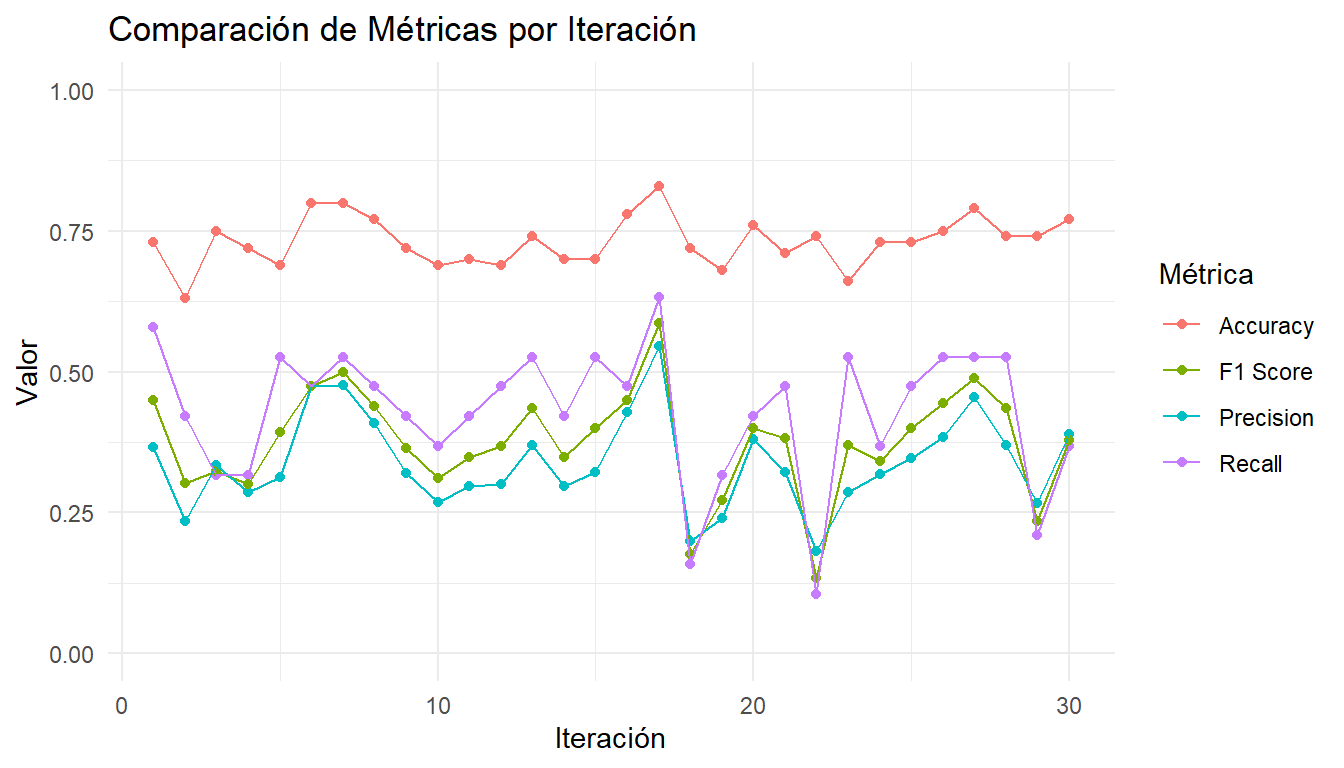 Comparación de Métricas por Iteración
1.00
0.75
0.50
0.25
0.00
Valor
0 10 20 30
Iteración
Métrica
Accuracy
F1 Score
Precision
Recall